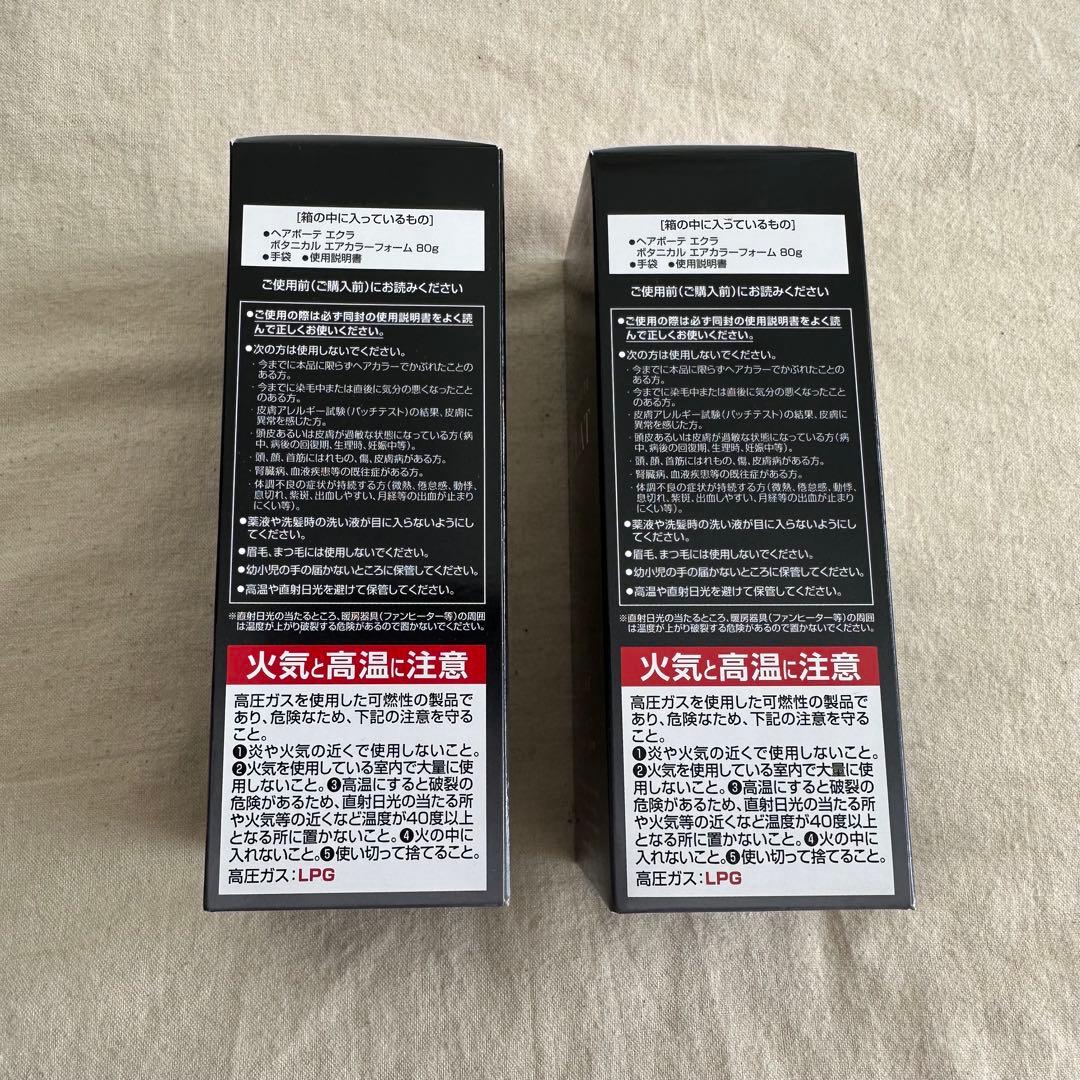 [箱の中に入っているもの]
●ヘアボーテ エクラ
ボタニカル エアカラーフォーム 80g
●手袋 ●使用説明書
ご使用前(ご購入前)にお読みください
●ご使用の際は必ず同封の使用説明書をよく読
んで正しくお使いください。
●次の方は使用しないでください。
・今までに本品に限らずヘアカラーでかぶれたことの
ある方。
・今までに染毛中または直後に気分の悪くなったこと
のある方。
・皮膚アレルギー試験(パッチテスト)の結果、皮膚に
異常を感じた方。
・頭皮あるいは皮膚が過敏な状態になっている方(病
中、病後の回復期、生理時、妊娠中等)。
・頭、顔、首筋にはれもの、傷、皮膚病がある方。
・腎臓病、血液疾患等の既往症がある方。
・体調不良の症状が持続する方(微熱、倦怠感、動悸、
息切れ、紫斑、出血しやすい、月経等の出血が止まり
にくい等)。
●薬液や洗髪時の洗い液が目に入らないようにし
てください。
●眉毛、まつ毛には使用しないでください。
●幼小児の手の届かないところに保管してください。
●高温や直射日光を避けて保管してください。
※直射日光の当たるところ、暖房器具(ファンヒーター等)の周囲
は温度が上がり破裂する危険があるので置かないでください。
火気と高温に注意
高圧ガスを使用した可燃性の製品で
あり、危険なため、下記の注意を守る
こと。
❶炎や火気の近くで使用しないこと。
❷火気を使用している室内で大量に使
用しないこと。❸高温にすると破裂の
危険があるため、直射日光の当たる所
や火気等の近くなど温度が40度以上
となる所に置かないこと。❹火の中に
入れないこと。❺使い切って捨てること。
高圧ガス:LPG
[箱の中に入っているもの]
●ヘアボーテ エクラ
ボタニカル エアカラーフォーム 80g
●手袋 ●使用説明書
ご使用前(ご購入前)にお読みください
●ご使用の際は必ず同封の使用説明書をよく読
んで正しくお使いください。
●次の方は使用しないでください。
・今までに本品に限らずヘアカラーでかぶれたことの
ある方。
・今までに染毛中または直後に気分の悪くなったこと
のある方。
・皮膚アレルギー試験(パッチテスト)の結果、皮膚に
異常を感じた方。
・頭皮あるいは皮膚が過敏な状態になっている方(病
中、病後の回復期、生理時、妊娠中等)。
・頭、顔、首筋にはれもの、傷、皮膚病がある方。
・腎臓病、血液疾患等の既往症がある方。
・体調不良の症状が持続する方(微熱、倦怠感、動悸、
息切れ、紫斑、出血しやすい、月経等の出血が止まり
にくい等)。
●薬液や洗髪時の洗い液が目に入らないようにし
てください。
●眉毛、まつ毛には使用しないでください。
●幼小児の手の届かないところに保管してください。
●高温や直射日光を避けて保管してください。
※直射日光の当たるところ、暖房器具(ファンヒーター等)の周囲
は温度が上がり破裂する危険があるので置かないでください。
火気と高温に注意
高圧ガスを使用した可燃性の製品で
あり、危険なため、下記の注意を守る
こと。
❶炎や火気の近くで使用しないこと。
❷火気を使用している室内で大量に使
用しないこと。❸高温にすると破裂の
危険があるため、直射日光の当たる所
や火気等の近くなど温度が40度以上
となる所に置かないこと。❹火の中に
入れないこと。❺使い切って捨てること。
高圧ガス:LPG